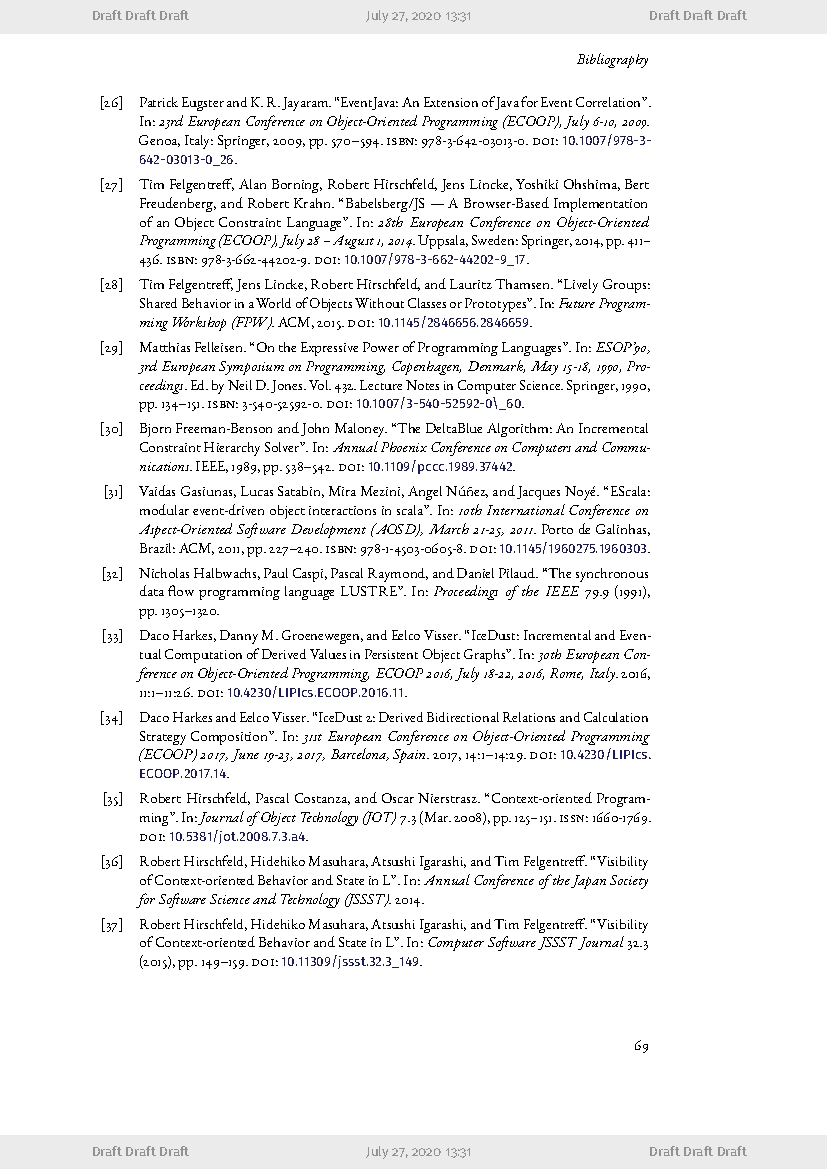 Draft Draft Draft July 27, 2020 13:31 Draft Draft Draft
Bibliography
[26] Patrick Eugster and K. R. Jayaram. “EventJava: An Extension of Java for Event Correlation”.
In: 23rd European Conference on Object-Oriented Programming (ECOOP), July 6-10, 2009.
Genoa, Italy: Springer, 2009, pp. 570–594. ISBN: 978-3-642-03013-0. DOI: 10.1007/978-3-
642-03013-0_26.
[27] Tim Felgentreff, Alan Borning, Robert Hirschfeld, Jens Lincke, Yoshiki Ohshima, Bert
Freudenberg, and Robert Krahn. “Babelsberg/JS — A Browser-Based Implementation
of an Object Constraint Language”. In: 28th European Conference on Object-Oriented
Programming (ECOOP), July 28 – August 1, 2014. Uppsala, Sweden: Springer, 2014, pp. 411–
436. ISBN: 978-3-662-44202-9. DOI: 10.1007/978-3-662-44202-9_17.
[28] Tim Felgentreff, Jens Lincke, Robert Hirschfeld, and Lauritz Thamsen. “Lively Groups:
Shared Behavior in a World of Objects Without Classes or Prototypes”. In: Future Program-
ming Workshop (FPW). ACM, 2015. DOI: 10.1145/2846656.2846659.
[29] Matthias Felleisen. “On the Expressive Power of Programming Languages”. In: ESOP’90,
3rd European Symposium on Programming, Copenhagen, Denmark, May 15-18, 1990, Pro-
ceedings. Ed. by Neil D. Jones. Vol. 432. Lecture Notes in Computer Science. Springer, 1990,
pp. 134–151. ISBN: 3-540-52592-0. DOI: 10.1007/3-540-52592-0\_60.
[30] Bjorn Freeman-Benson and John Maloney. “The DeltaBlue Algorithm: An Incremental
Constraint Hierarchy Solver”. In: Annual Phoenix Conference on Computers and Commu-
nications. IEEE, 1989, pp. 538–542. DOI: 10.1109/pccc.1989.37442.
[31] Vaidas Gasiunas, Lucas Satabin, Mira Mezini, Angel Núñez, and Jacques Noyé. “EScala:
modular event-driven object interactions in scala”. In: 10th International Conference on
Aspect-Oriented Software Development (AOSD), March 21-25, 2011. Porto de Galinhas,
Brazil: ACM, 2011, pp. 227–240. ISBN: 978-1-4503-0605-8. DOI: 10.1145/1960275.1960303.
[32] Nicholas Halbwachs, Paul Caspi, Pascal Raymond, and Daniel Pilaud. “The synchronous
data flow programming language LUSTRE”. In: Proceedings of the IEEE 79.9 (1991),
pp. 1305–1320.
[33] Daco Harkes, Danny M. Groenewegen, and Eelco Visser. “IceDust: Incremental and Even-
tual Computation of Derived Values in Persistent Object Graphs”. In: 30th European Con-
ference on Object-Oriented Programming, ECOOP 2016, July 18-22, 2016, Rome, Italy. 2016,
11:1–11:26. DOI: 10.4230/LIPIcs.ECOOP.2016.11.
[34] Daco Harkes and Eelco Visser. “IceDust 2: Derived Bidirectional Relations and Calculation
Strategy Composition”. In: 31st European Conference on Object-Oriented Programming
(ECOOP) 2017, June 19-23, 2017, Barcelona, Spain. 2017, 14:1–14:29. DOI: 10.4230/LIPIcs.
ECOOP.2017.14.
[35] Robert Hirschfeld, Pascal Costanza, and Oscar Nierstrasz. “Context-oriented Program-
ming”. In: Journal of Object Technology (JOT) 7.3 (Mar. 2008), pp. 125–151. ISSN: 1660-1769.
DOI: 10.5381/jot.2008.7.3.a4.
[36] Robert Hirschfeld, Hidehiko Masuhara, Atsushi Igarashi, and Tim Felgentreff. “Visibility
of Context-oriented Behavior and State in L”. In: Annual Conference of the Japan Society
for Software Science and Technology (JSSST). 2014.
[37] Robert Hirschfeld, Hidehiko Masuhara, Atsushi Igarashi, and Tim Felgentreff. “Visibility
of Context-oriented Behavior and State in L”. In: Computer Software JSSST Journal 32.3
(2015), pp. 149–159. DOI: 10.11309/jssst.32.3_149.
69
Draft Draft Draft July 27, 2020 13:31 Draft Draft Draft